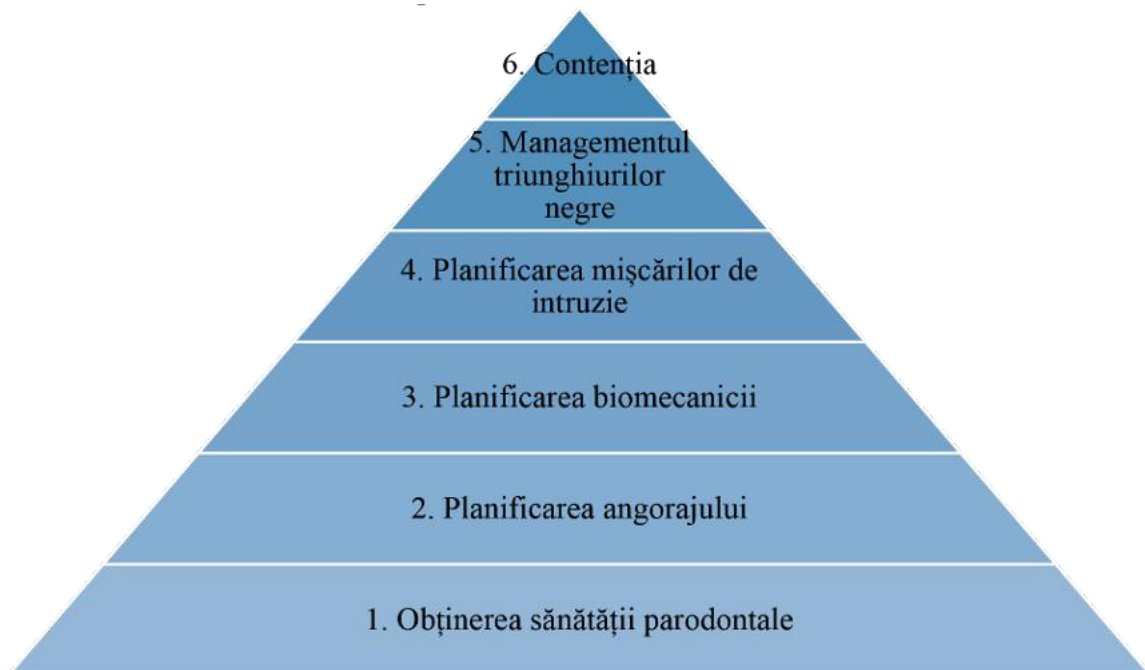 6. Contenția
5. Managementul
triunghiurilor
negre
4. Planificarea mișcărilor de
intruzie
3. Planificarea biomecanicii
2. Planificarea angorajului
1. Obținerea sănătății parodontale